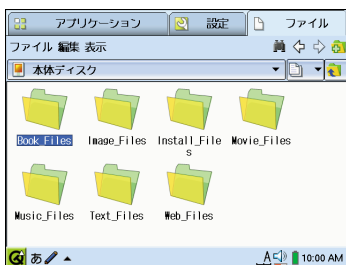 アプリケーション 設定 ファイル
ファイル 編集 表示
本体ディスク
Book_Files Image_Files Install_Files Movie_Files
Music_Files Text_Files Web_Files
あ A 10:00 AM